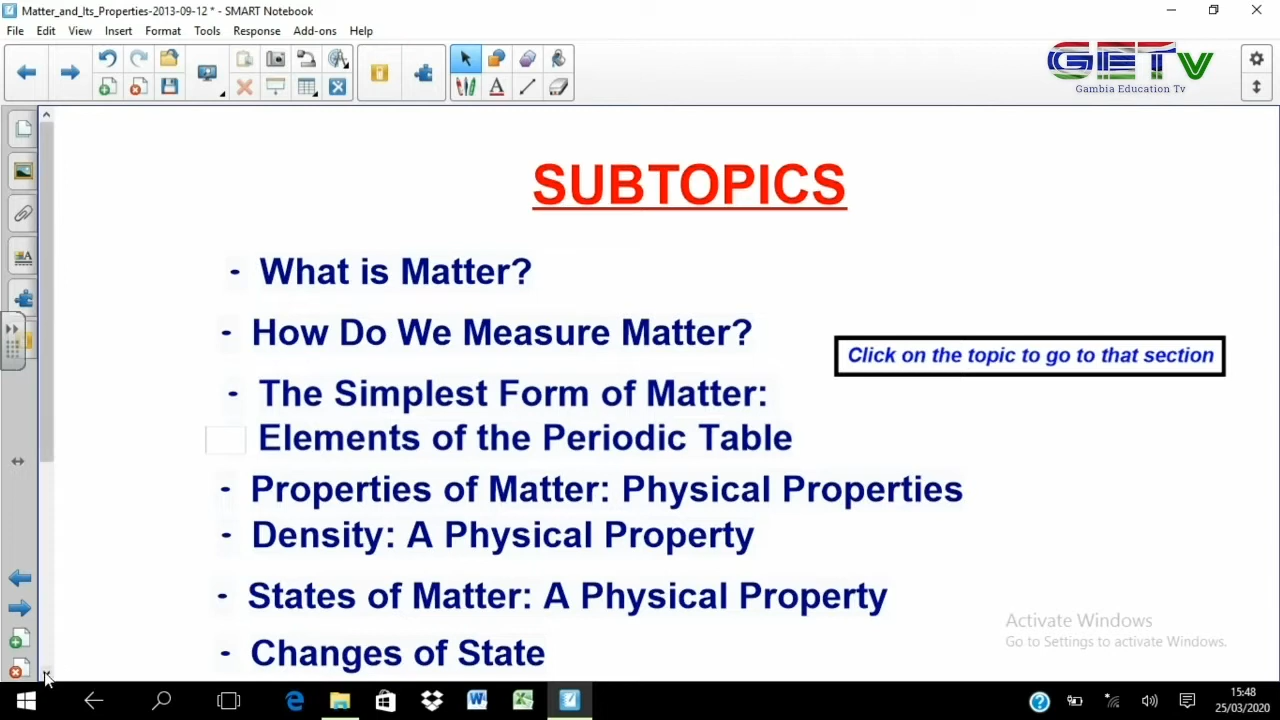 Matter_and_Its_Properties-2013-09-12 * - SMART Notebook
File Edit View Insert Format Tools Response Add-ons Help
GETV
Gambia Education Tv
SUBTOPICS
- What is Matter?
- How Do We Measure Matter?
Click on the topic to go to that section
- The Simplest Form of Matter:
Elements of the Periodic Table
- Properties of Matter: Physical Properties
- Density: A Physical Property
- States of Matter: A Physical Property
- Changes of State
Activate Windows
Go to Settings to activate Windows.
15:48
25/03/2020